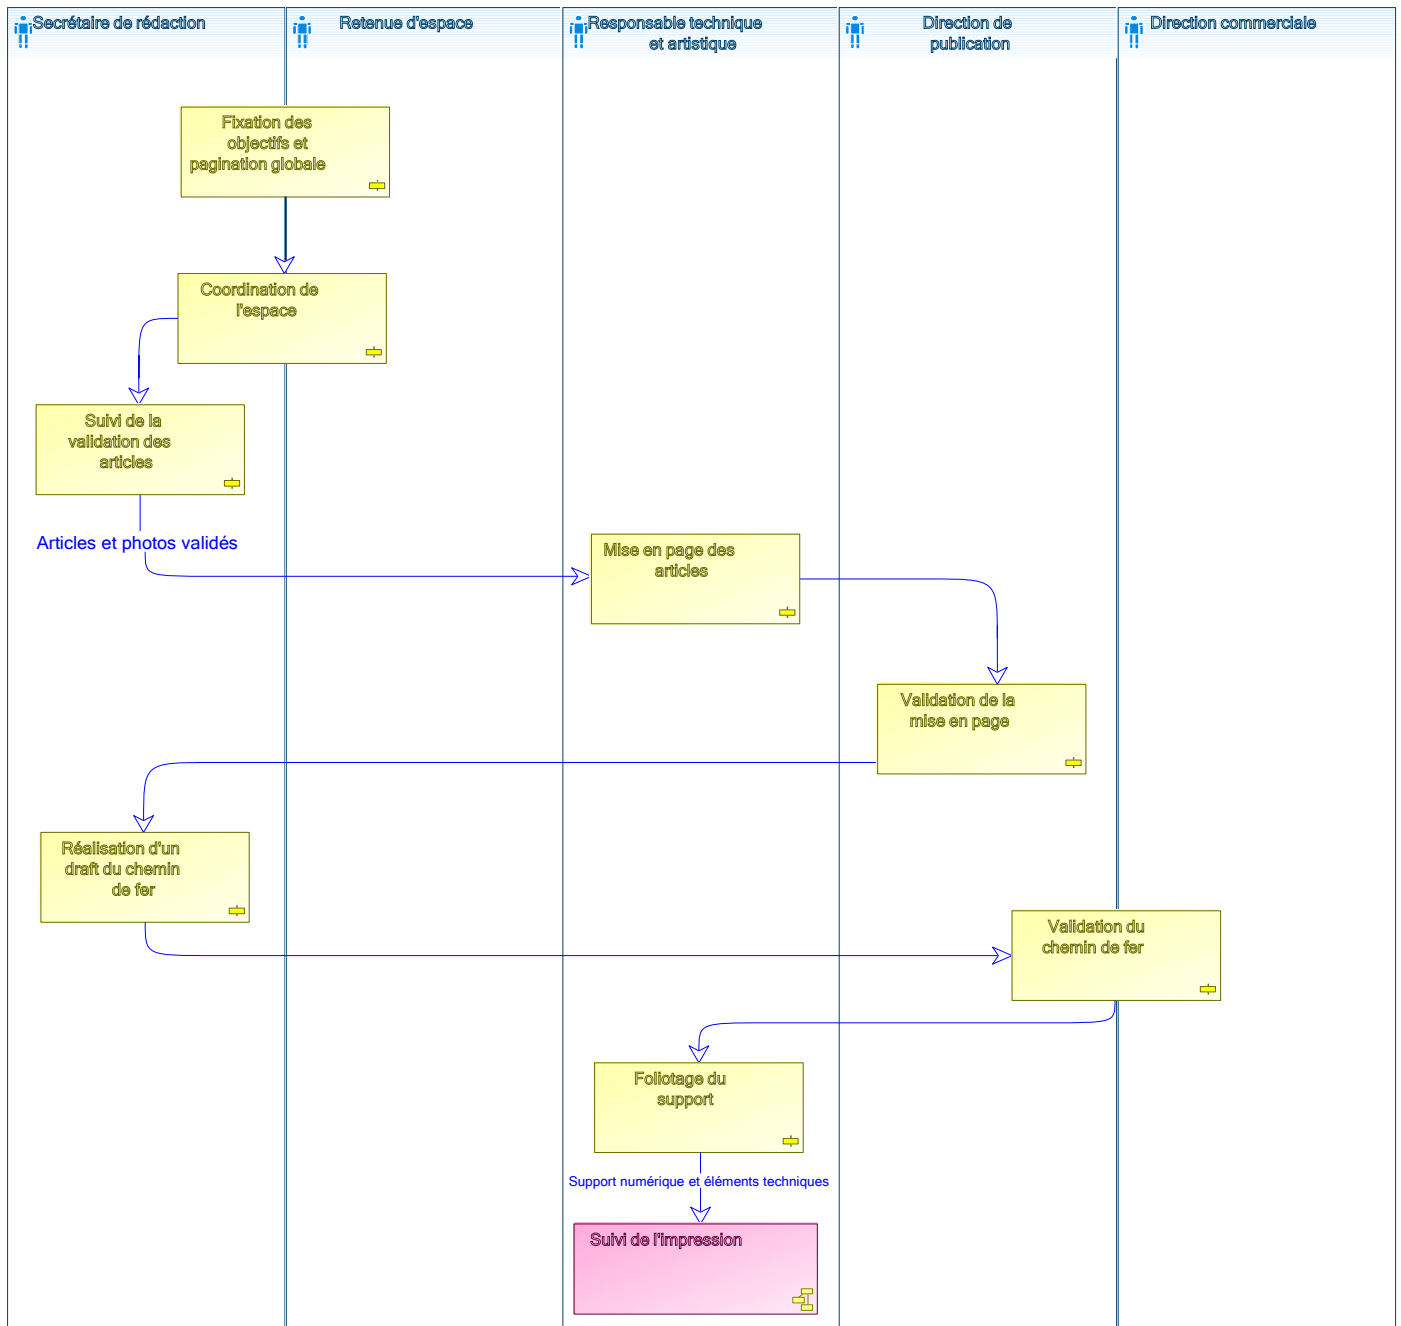 Secrétaire de rédaction
Retenue d'espace
Responsable technique
et artistique
Direction de
publication
Direction commerciale
Fixation des
objectifs et
pagination globale
Coordination de
l'espace
Suivi de la
validation des
articles
Articles et photos validés
Mise en page des
articles
Validation de la
mise en page
Réalisation d'un
draft du chemin
de fer
Validation du
chemin de fer
Foliotage du
support
Support numérique et éléments techniques
Suivi de l'impression